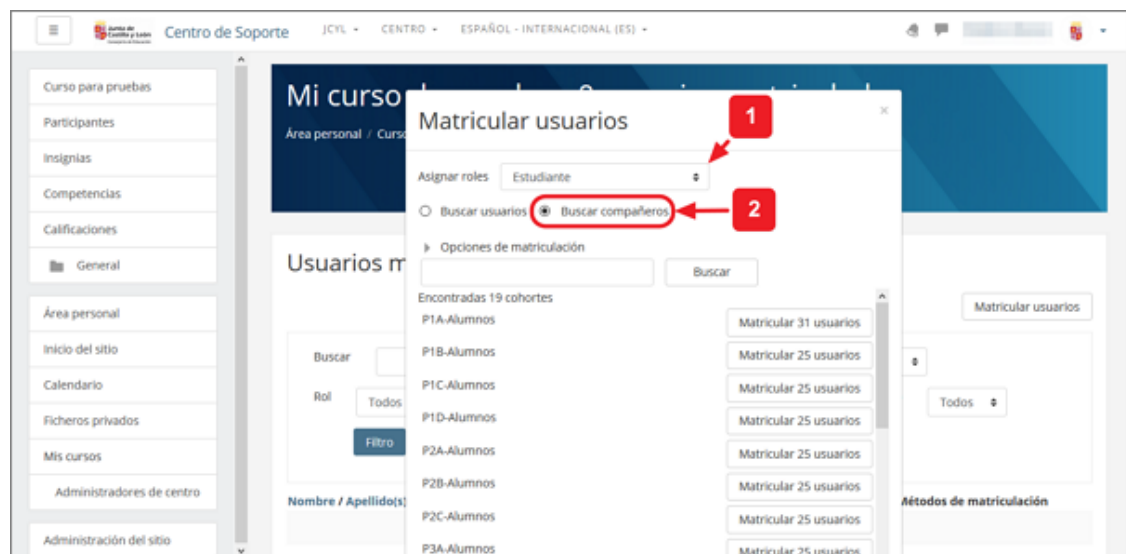 Junta de Castilla y León Centro de Soporte JCYL CENTRO ESPAÑOL - INTERNACIONAL (ES)
Curso para pruebas
Participantes
Insignias
Competencias
Calificaciones
General
Área personal
Inicio del sitio
Calendario
Ficheros privados
Mis cursos
Administradores de centro
Administración del sitio
Mi curso
Área personal / Curso
Usuarios m
Matricular usuarios
Buscar
Rol Todos
Todos
Filtro
Nombre / Apellido(s)
Métodos de matriculación
Matricular usuarios
×
1
Asignar roles Estudiante
Buscar usuarios Buscar compañeros
2
Opciones de matriculación
Buscar
Encontradas 19 cohortes
P1A-Alumnos Matricular 31 usuarios
P1B-Alumnos Matricular 25 usuarios
P1C-Alumnos Matricular 25 usuarios
P1D-Alumnos Matricular 25 usuarios
P2A-Alumnos Matricular 25 usuarios
P2B-Alumnos Matricular 25 usuarios
P2C-Alumnos Matricular 25 usuarios
P3A-Alumnos Matricular 25 usuarios